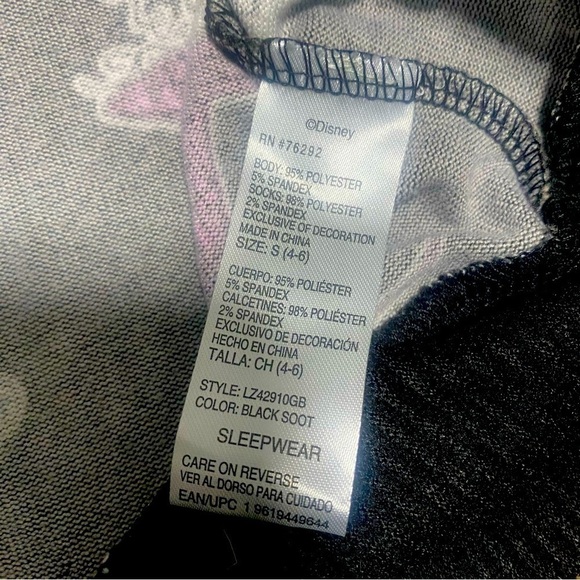 ©Disney
RN #76292
BODY: 95% POLYESTER
5% SPANDEX
SOCKS: 98% POLYESTER
2% SPANDEX
EXCLUSIVE OF DECORATION
MADE IN CHINA
SIZE: S (4-6)
CUERPO: 95% POLIÉSTER
5% SPANDEX
CALCETINES: 98% POLIÉSTER
2% SPANDEX
EXCLUSIVO DE DECORACIÓN
HECHO EN CHINA
TALLA: CH (4-6)
STYLE: LZ42910GB
COLOR: BLACK SOOT
SLEEPWEAR
CARE ON REVERSE
VER AL DORSO PARA CUIDADO
EAN/UPC 1 9619449644